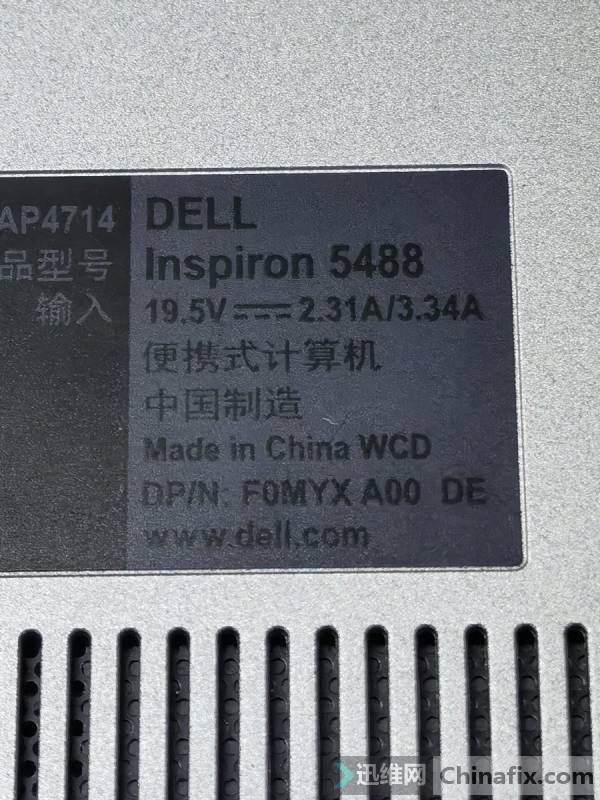 AP4714 DELL
品型号 Inspiron 5488
输入 19.5V⎓2.31A/3.34A
便携式计算机
中国制造
Made in China WCD
DP/N: F0MYX A00 DE
www.dell.com
迅维网 Chinafix.com